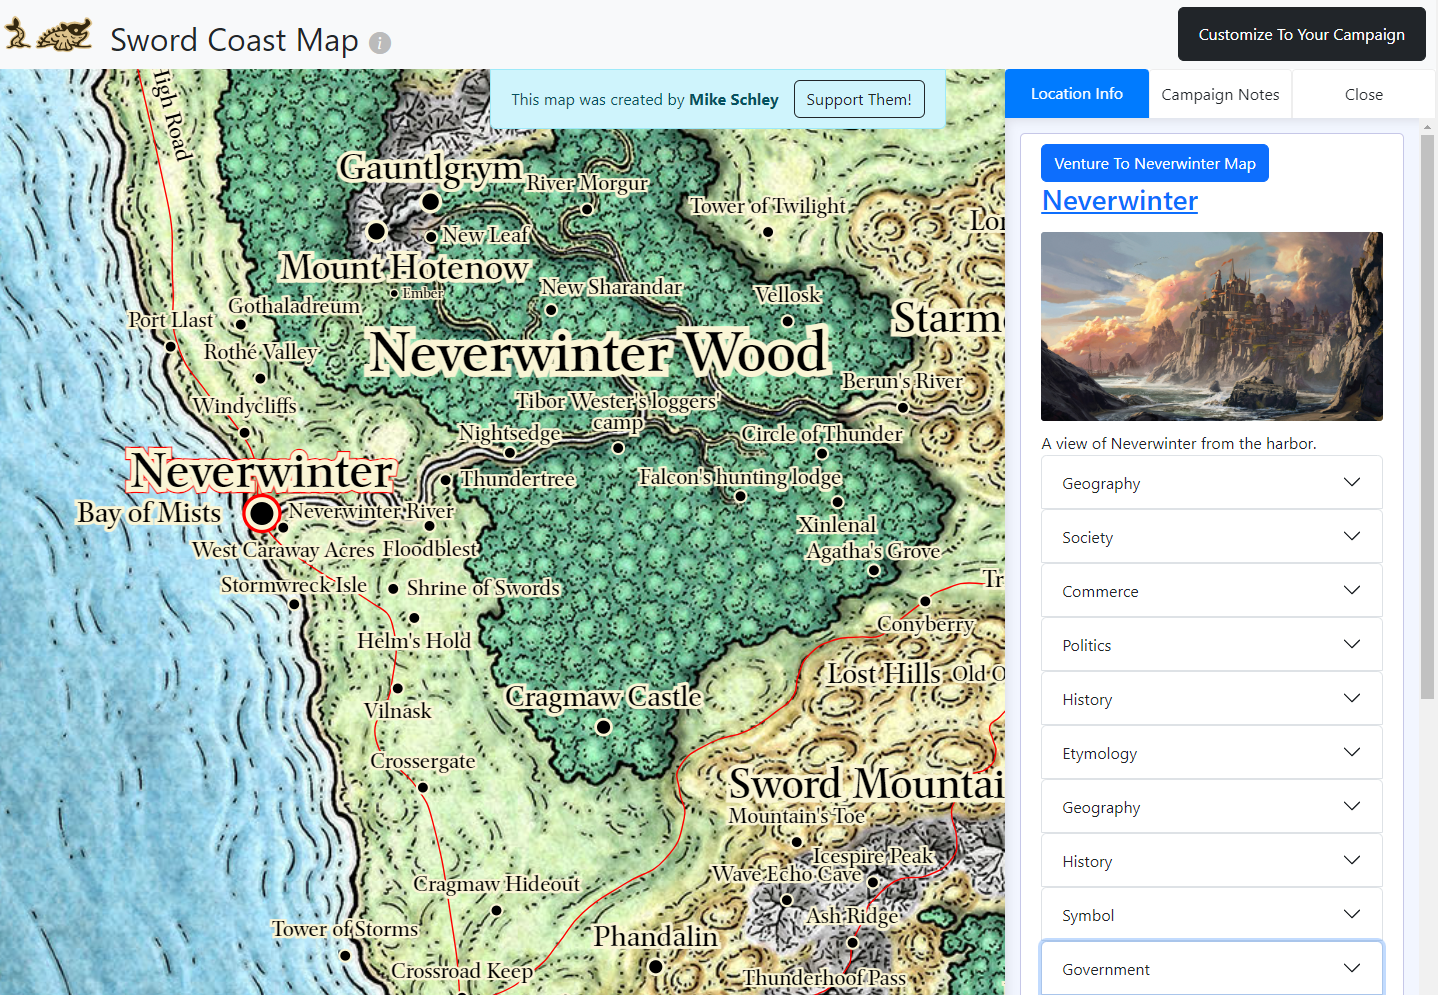 Sword Coast Map
Customize To Your Campaign
This map was created by Mike Schley
Support Them!
Location Info
Campaign Notes
Close
High Road
Gauntlgrym
River Morgur
Tower of Twilight
New Leaf
Mount Hotenow
Ember
New Sharandar
Vellosk
Gothaladreum
Port Llast
Rothé Valley
Neverwinter Wood
Berun's River
Windycliffs
Tibor Wester's loggers'
camp
Nightsedge
Circle of Thunder
Neverwinter
Thundertree
Falcon's hunting lodge
Bay of Mists
Neverwinter River
Xinlenal
West Caraway Acres
Floodblest
Agatha's Grove
Stormwreck Isle
Shrine of Swords
Conyberry
Helm's Hold
Lost Hills
Old O
Cragmaw Castle
Vilnask
Crossergate
Sword Mountai
Mountain's Toe
Icespire Peak
Wave Echo Cave
Cragmaw Hideout
Ash Ridge
Tower of Storms
Phandalin
Crossroad Keep
Thunderhoof Pass
Lor
Starm
Tr
Venture To Neverwinter Map
Neverwinter
A view of Neverwinter from the harbor.
Geography
Society
Commerce
Politics
History
Etymology
Geography
History
Symbol
Government